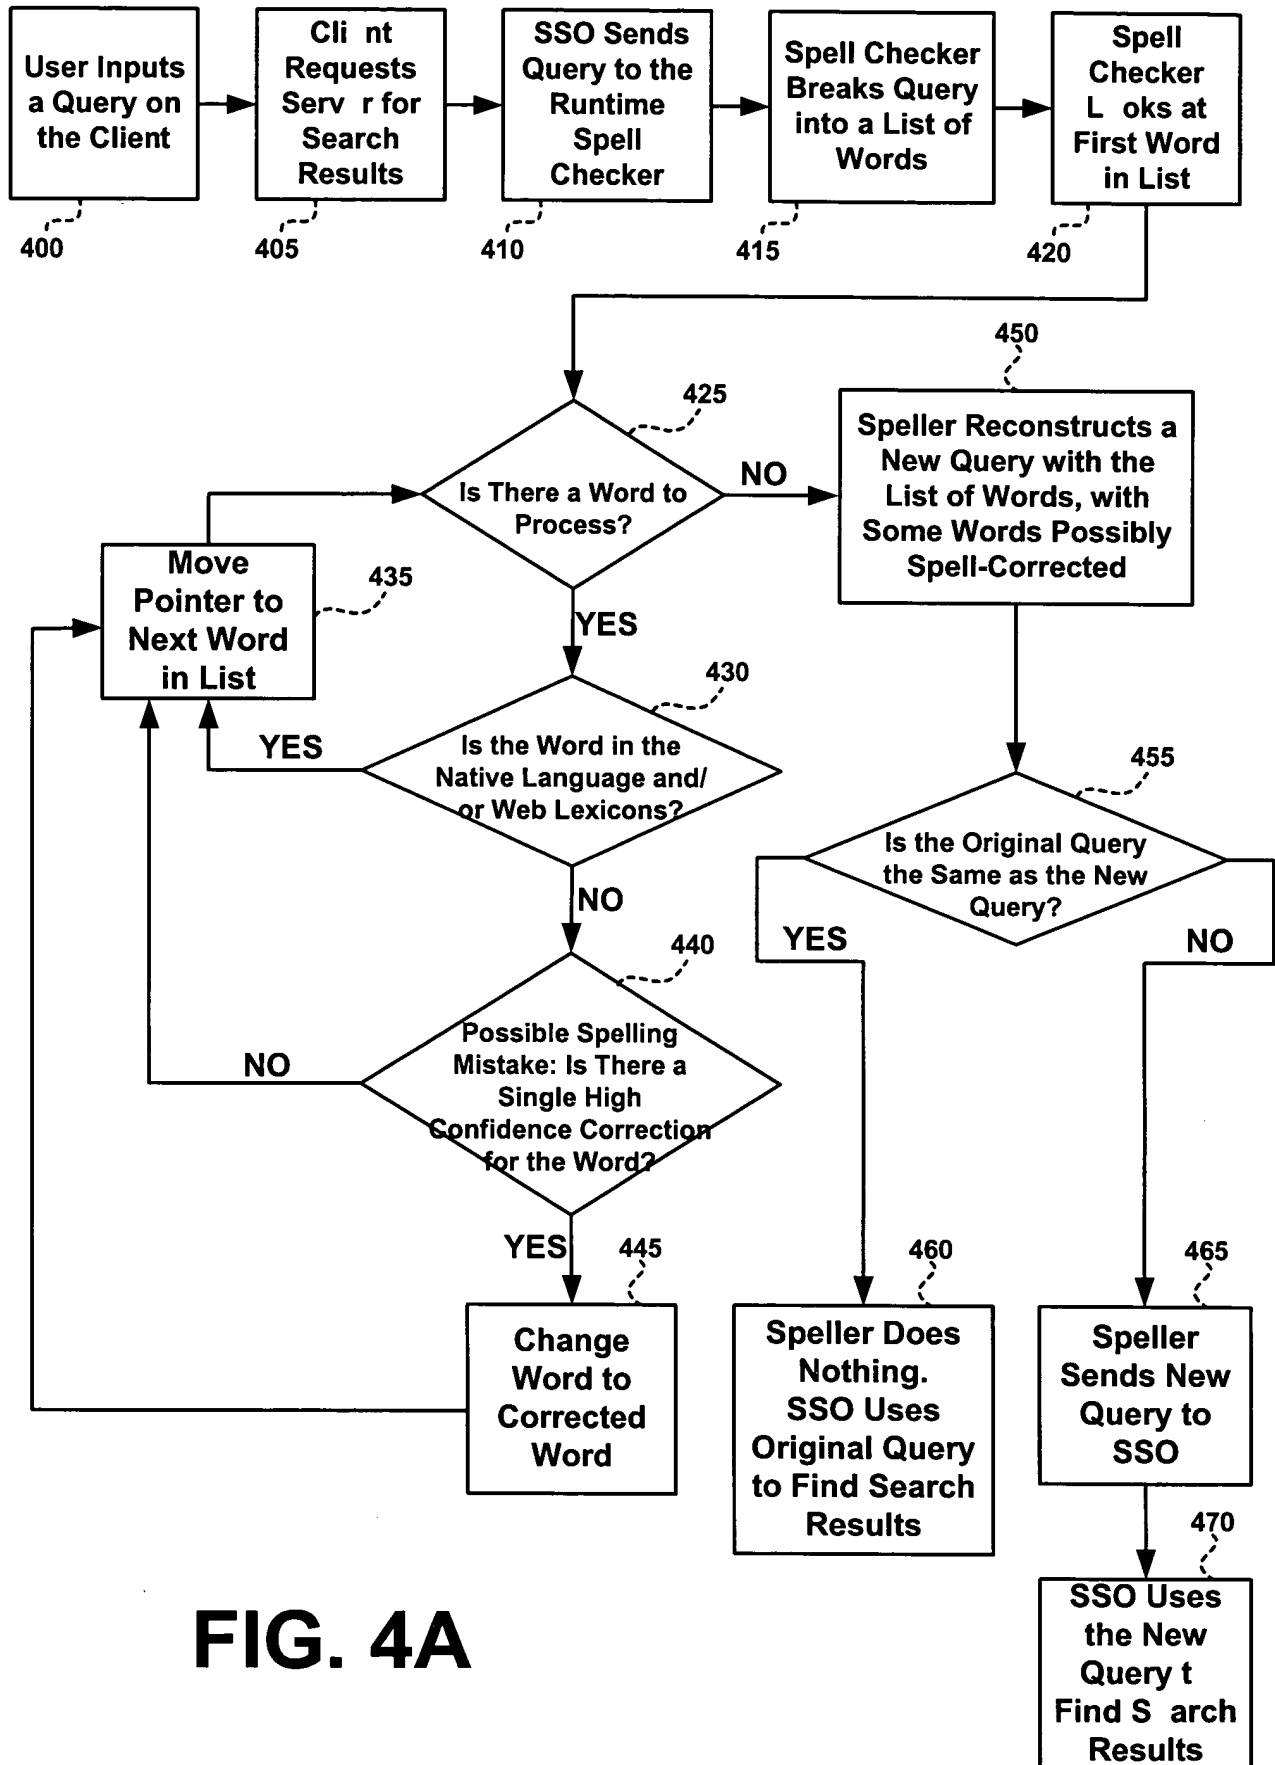 User Inputs
a Query on
the Client
400
Cli nt
Requests
Serv r for
Search
Results
405
SSO Sends
Query to the
Runtime
Spell
Checker
410
Spell Checker
Breaks Query
into a List of
Words
415
Spell
Checker
L oks at
First Word
in List
420
425
Is There a Word to
Process?
NO
YES
450
Speller Reconstructs a
New Query with the
List of Words, with
Some Words Possibly
Spell-Corrected
Move
Pointer to
Next Word
in List
435
430
Is the Word in the
Native Language and/
or Web Lexicons?
YES
NO
455
Is the Original Query
the Same as the New
Query?
YES
NO
440
Possible Spelling
Mistake: Is There a
Single High
Confidence Correction
for the Word?
NO
YES
445
Change
Word to
Corrected
Word
460
Speller Does
Nothing.
SSO Uses
Original Query
to Find Search
Results
465
Speller
Sends New
Query to
SSO
470
SSO Uses
the New
Query t
Find S arch
Results
FIG. 4A